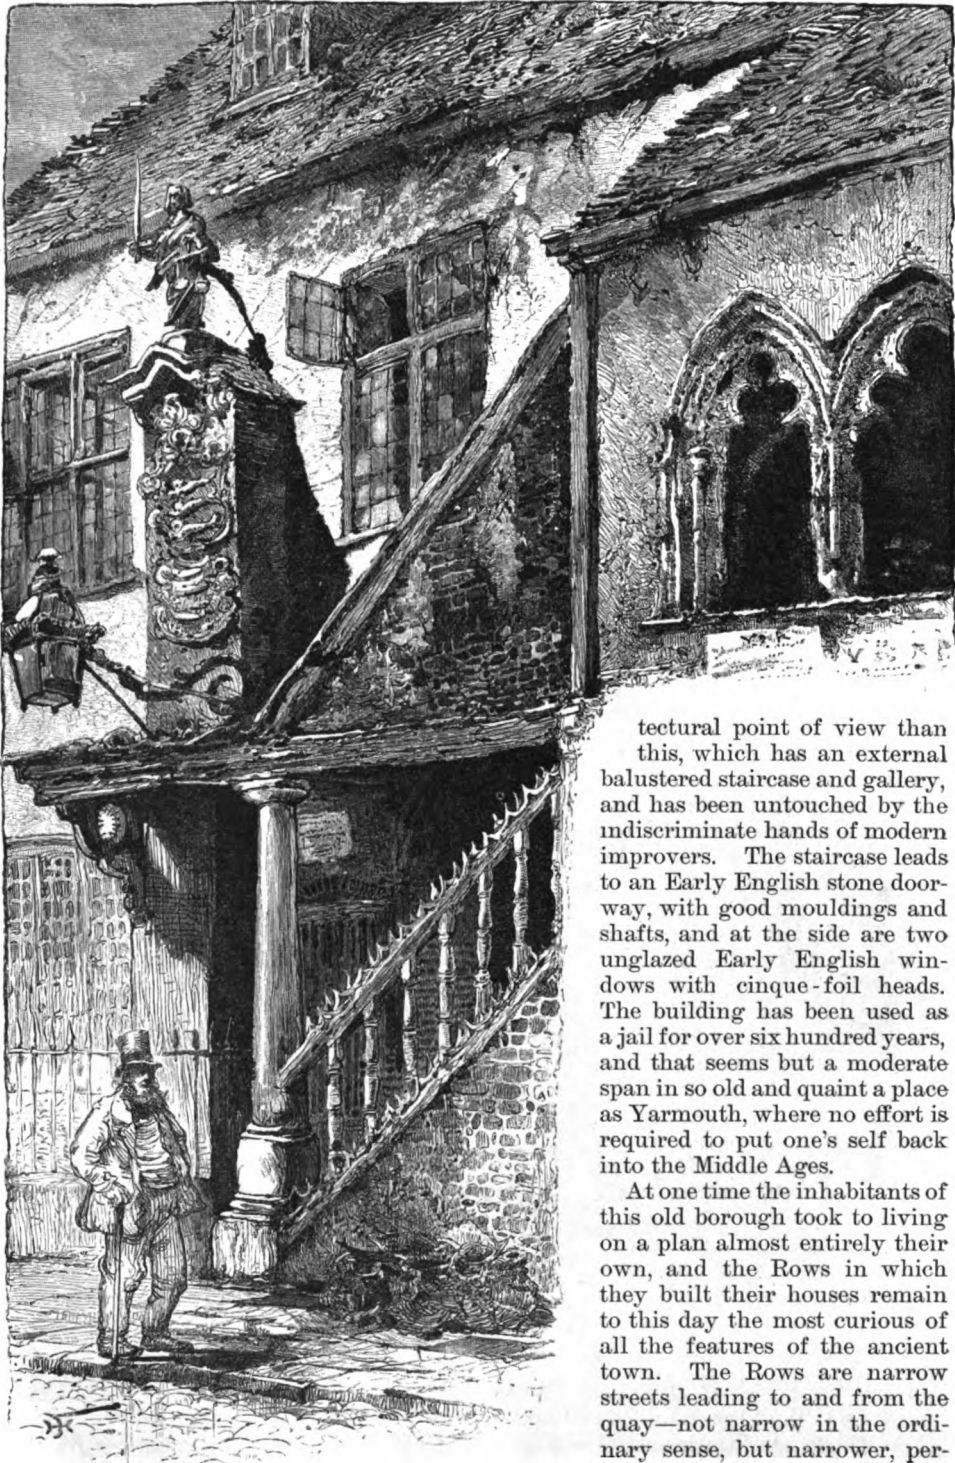 tectural point of view than
this, which has an external
balustered staircase and gallery,
and has been untouched by the
indiscriminate hands of modern
improvers. The staircase leads
to an Early English stone door-
way, with good mouldings and
shafts, and at the side are two
unglazed Early English win-
dows with cinque-foil heads.
The building has been used as
a jail for over six hundred years,
and that seems but a moderate
span in so old and quaint a place
as Yarmouth, where no effort is
required to put one's self back
into the Middle Ages.
At one time the inhabitants of
this old borough took to living
on a plan almost entirely their
own, and the Rows in which
they built their houses remain
to this day the most curious of
all the features of the ancient
town. The Rows are narrow
streets leading to and from the
quay—not narrow in the ordi-
nary sense, but narrower, per-